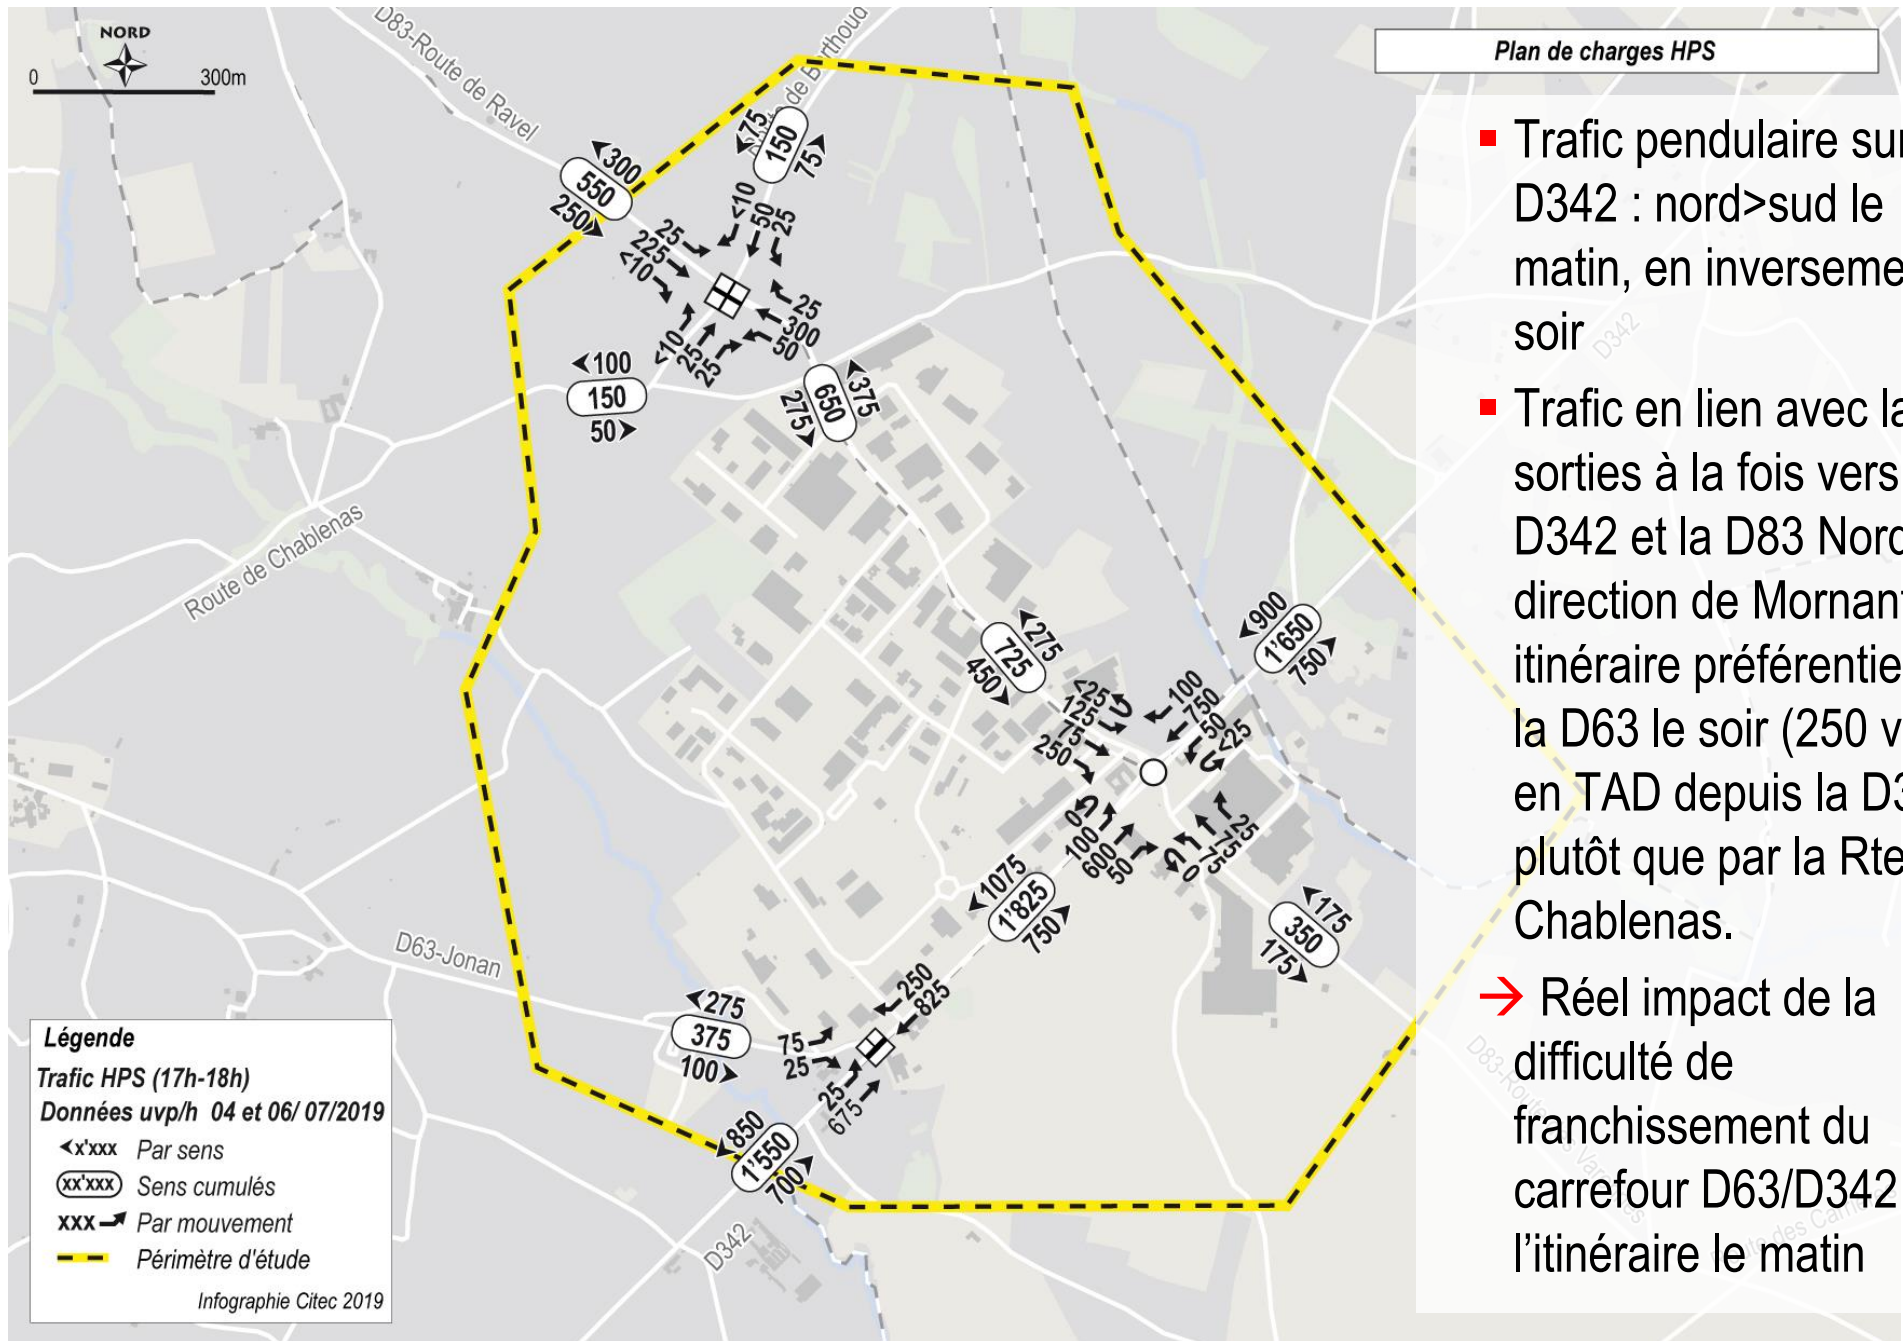 NORD
0 300m
Plan de charges HPS
D83-Route de Ravel
75
150
75
300
550
250
<10
50
25
25
225
<10
25
300
50
<10
25
25
100
150
50
375
650
275
Route de Chablenas
D342
275
725
450
900
1'650
750
<25
125
75
250
100
750
50
<25
0
100
600
50
25
75
75
0
1075
1'825
750
175
350
175
D63-Jonan
250
825
275
375
100
75
25
25
675
850
1'550
700
D342
Légende
Trafic HPS (17h-18h)
Données uvp/h 04 et 06/ 07/2019
x'xxx Par sens
xx'xxx Sens cumulés
xxx Par mouvement
Périmètre d'étude
Infographie Citec 2019
▪ Trafic pendulaire sur
D342 : nord>sud le
matin, en inverseme
soir
▪ Trafic en lien avec la
sorties à la fois vers
D342 et la D83 Nord
direction de Mornant
itinéraire préférentie
la D63 le soir (250 v
en TAD depuis la D3
plutôt que par la Rte
Chablenas.
→ Réel impact de la
difficulté de
franchissement du
carrefour D63/D342
l'itinéraire le matin